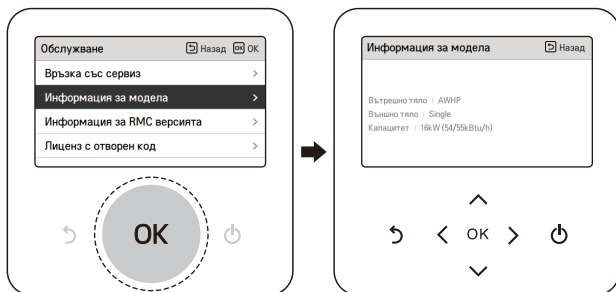 Обслужване Назад OK OK
Връзка със сервиз
Информация за модела
Информация за RMC версията
Лиценз с отворен код
OK
Информация за модела Назад
Вътрешно тяло | AWHP
Външно тяло | Single
Капацитет | 16kW (54/55kBtu/h)
OK